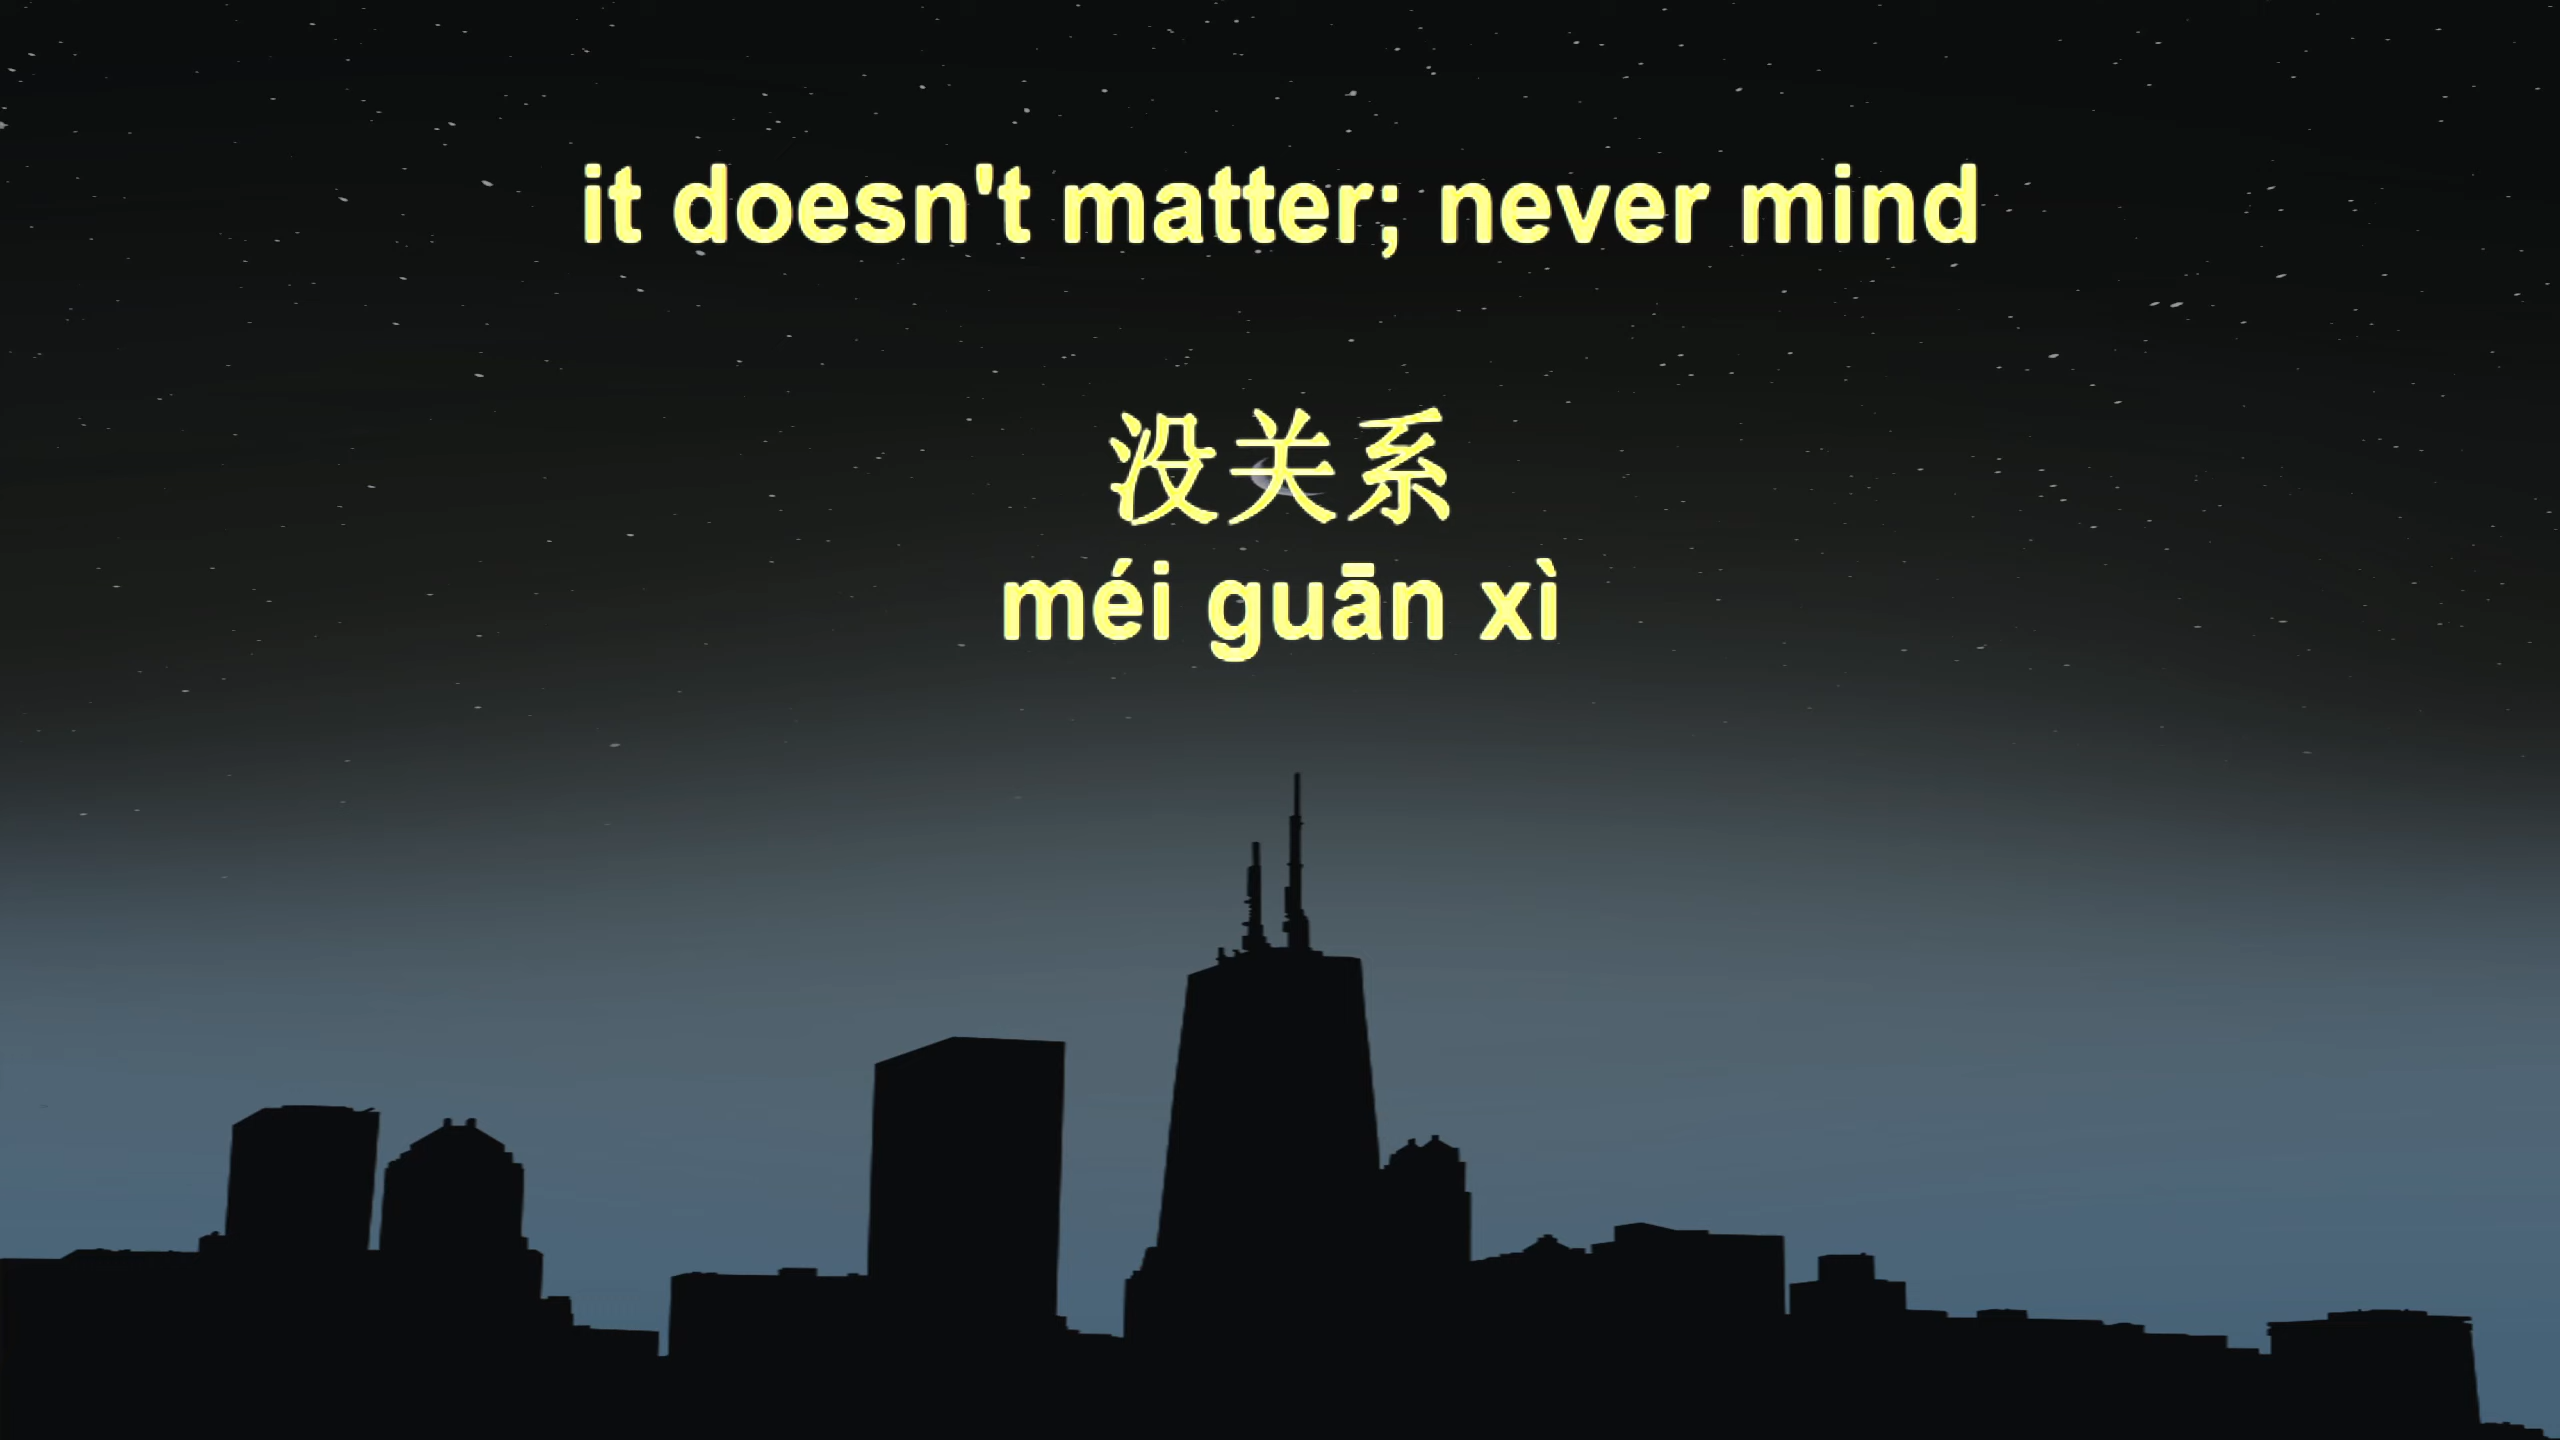 it doesn't matter; never mind
没关系
méi guān xì